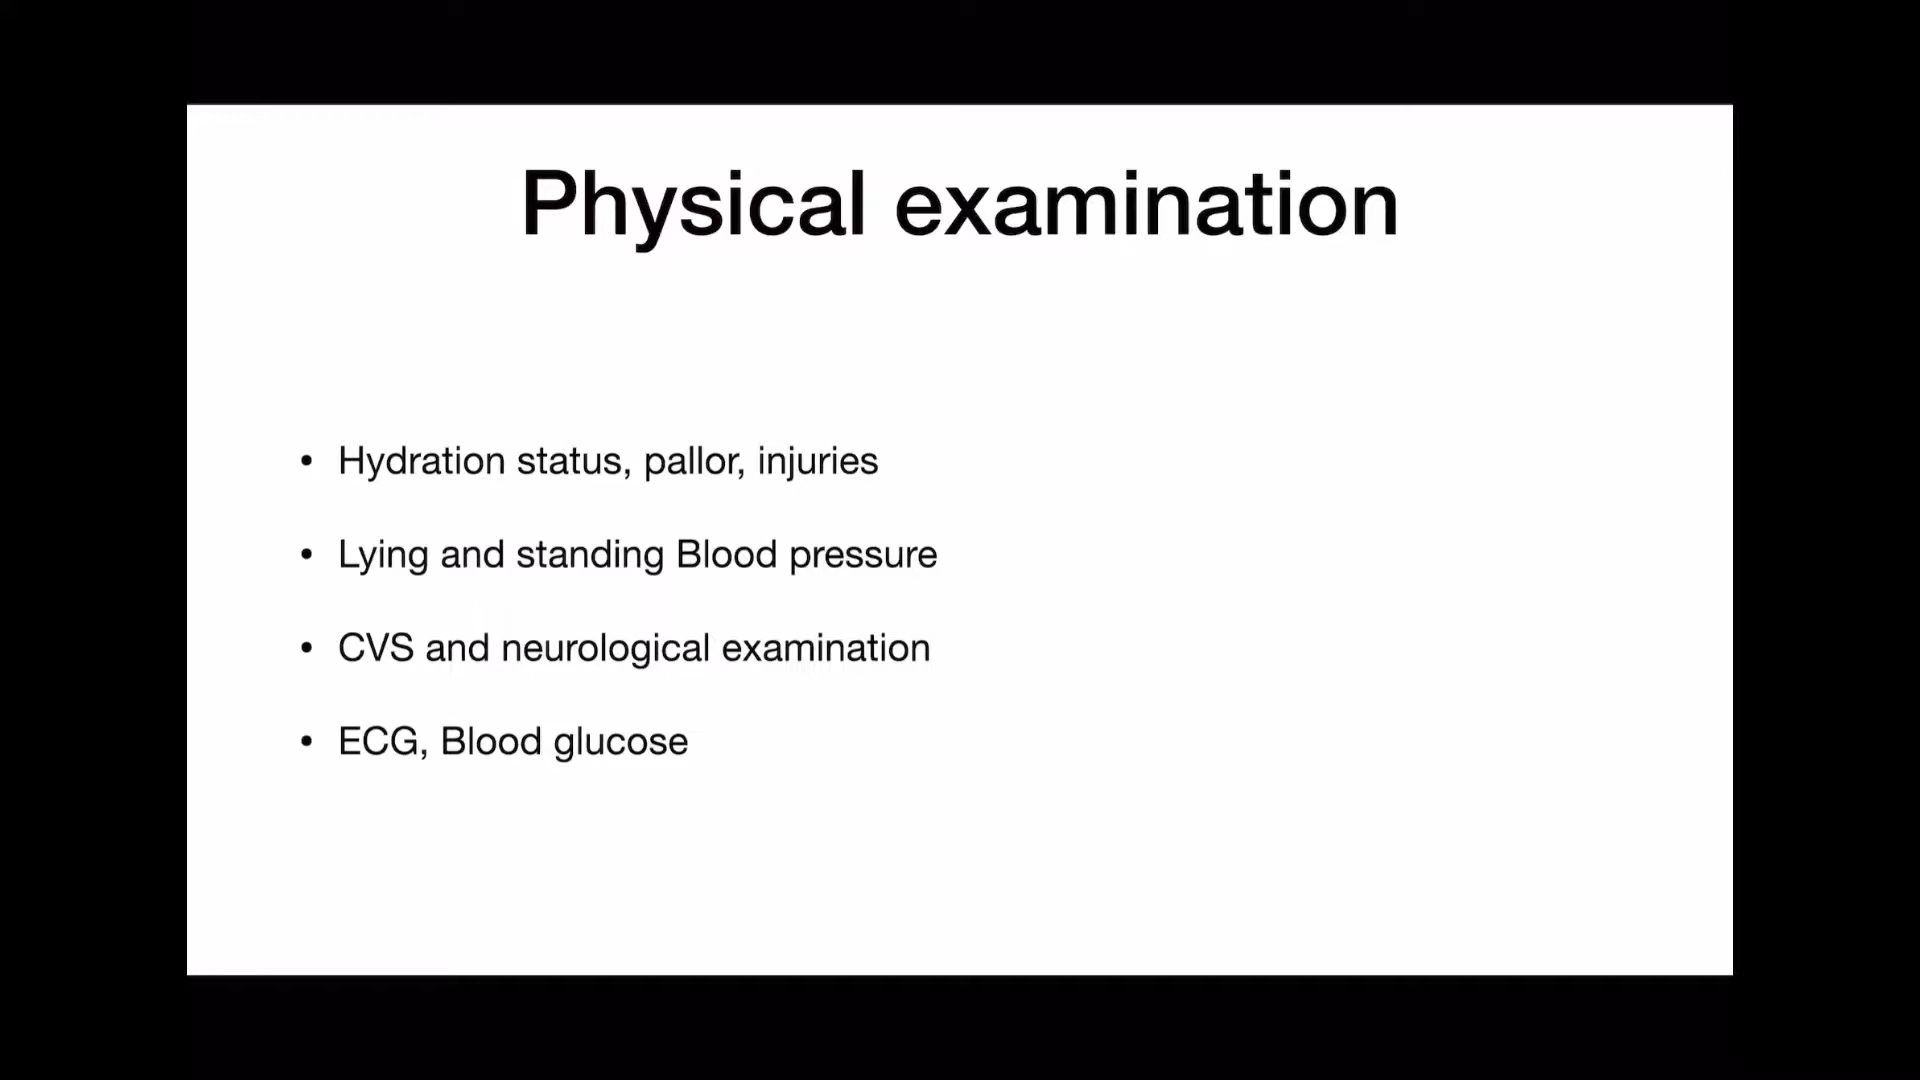 Physical examination
• Hydration status, pallor, injuries
• Lying and standing Blood pressure
• CVS and neurological examination
• ECG, Blood glucose